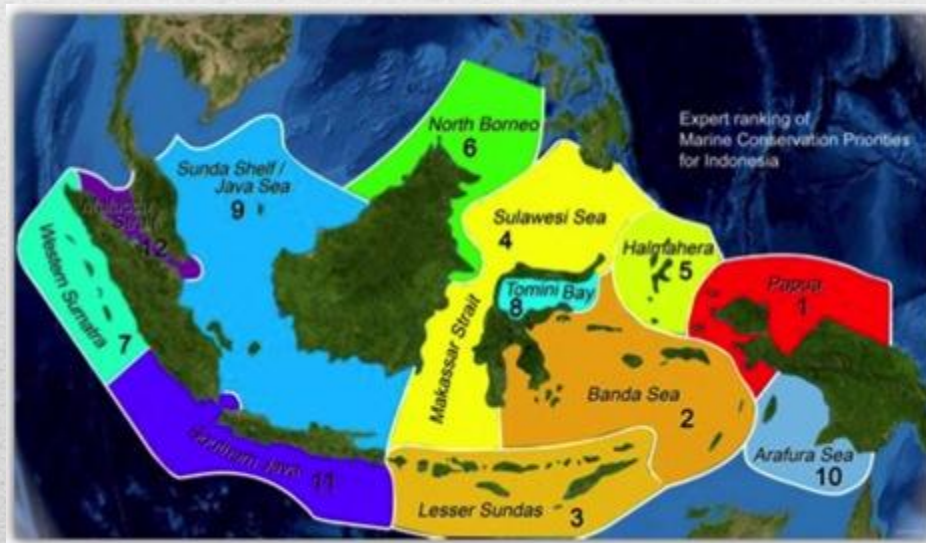 Expert ranking of
Marine Conservation Priorities
for Indonesia
North Borneo
6
Sunda Shelf /
Java Sea
9
Sulawesi Sea
4
Halmahera
5
Papua
1
Tomini Bay
8
12
Western Sumatra
7
Makassar Strait
Banda Sea
2
Arafura Sea
10
Southern Java
11
Lesser Sundas
3